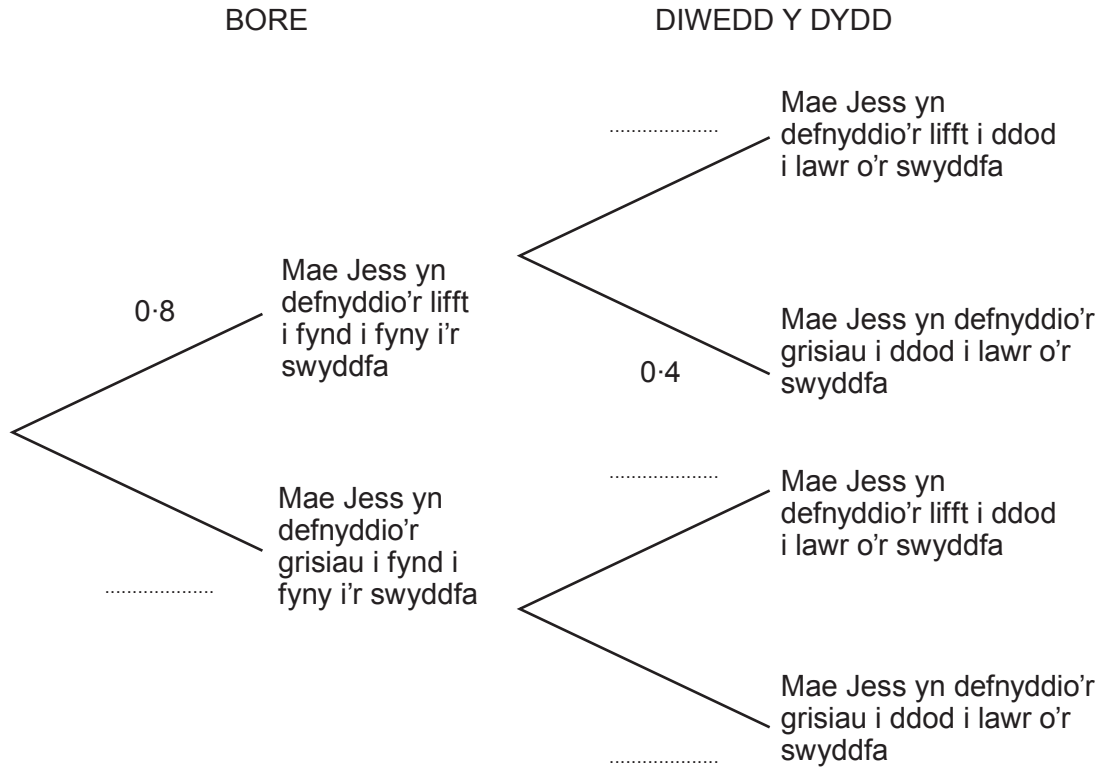 BORE
DIWEDD Y DYDD
....................
Mae Jess yn
defnyddio’r lifft i ddod
i lawr o’r swyddfa
0·8
Mae Jess yn
defnyddio’r lifft
i fynd i fyny i’r
swyddfa
0·4
Mae Jess yn defnyddio’r
grisiau i ddod i lawr o’r
swyddfa
....................
Mae Jess yn
defnyddio’r
grisiau i fynd i
fyny i’r swyddfa
....................
Mae Jess yn
defnyddio’r lifft i ddod
i lawr o’r swyddfa
....................
Mae Jess yn defnyddio’r
grisiau i ddod i lawr o’r
swyddfa